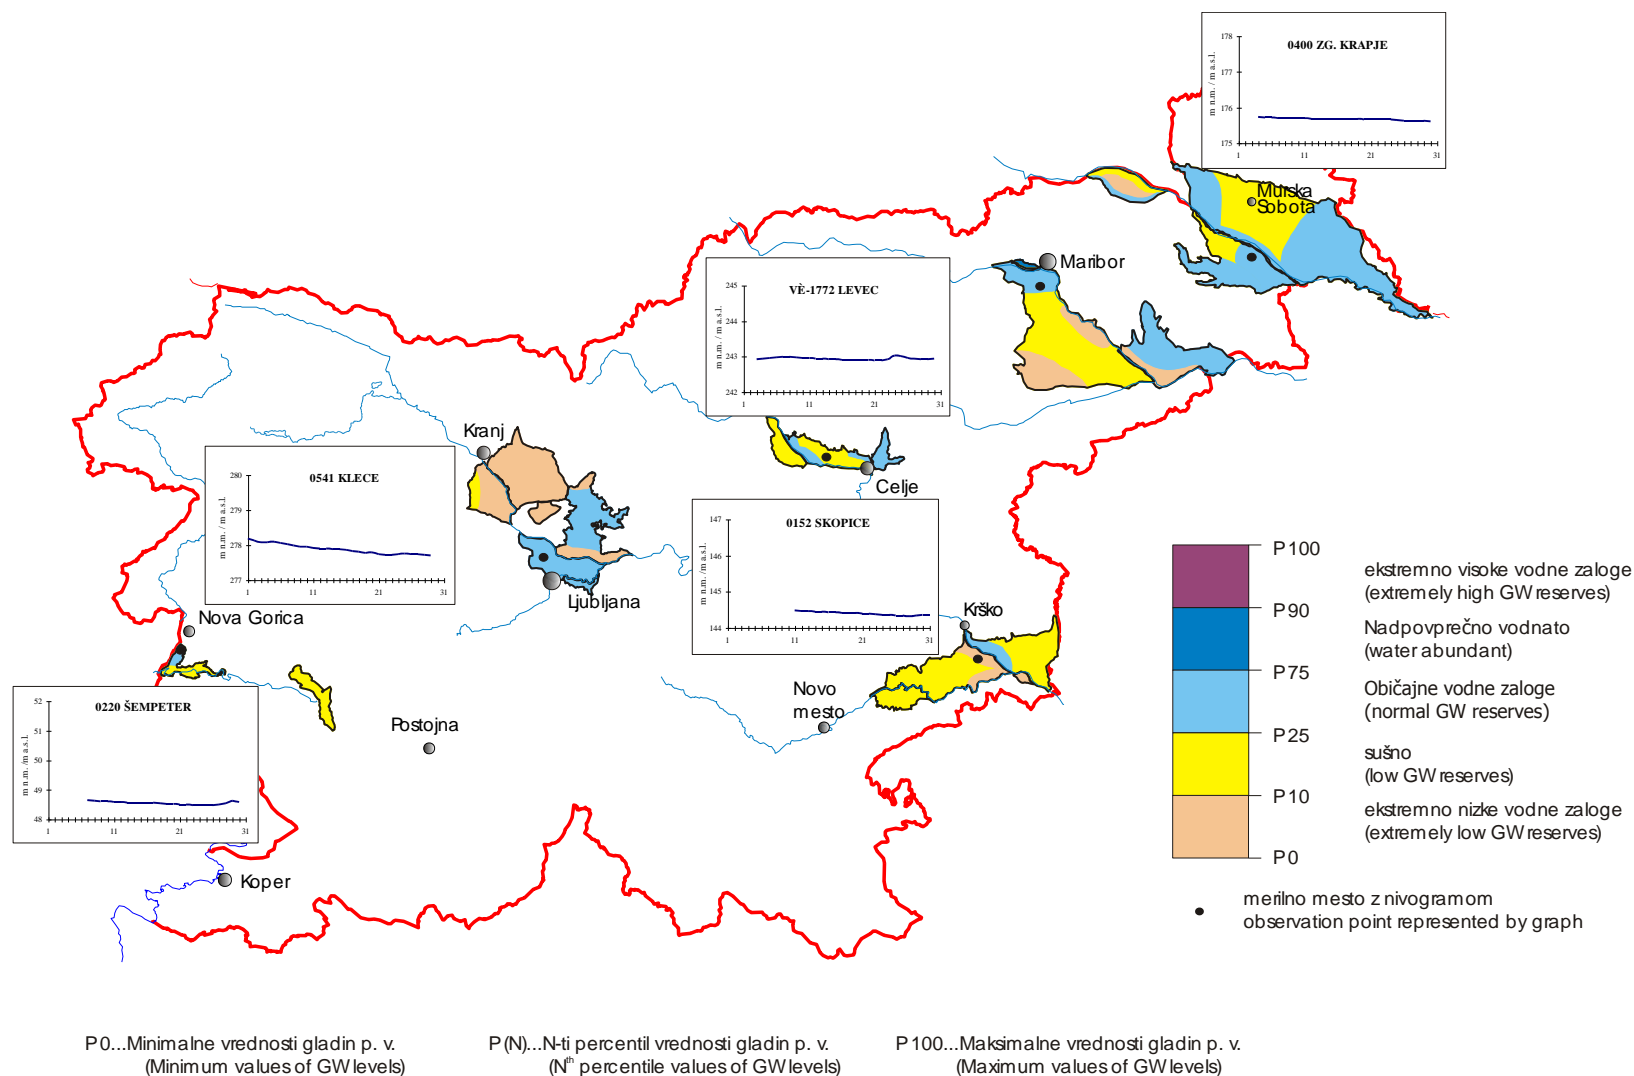 0400 ZG. KRAPJE
m n.m. / m a.s.l.
178
177
176
175
1
11
21
31
Murska
Sobota
Maribor
VÈ-1772 LEVEC
m n.m. / m a.s.l.
245
244
243
242
1
11
21
31
Kranj
Celje
0541 KLECE
m n.m. / m a.s.l.
280
279
278
277
1
11
21
31
Ljubljana
0152 SKOPICE
m n.m. /m a.s.l.
147
146
145
144
1
11
21
31
Krško
Nova Gorica
Novo
mesto
Postojna
0220 ŠEMPETER
m n.m. /m a.s.l.
52
51
50
49
48
1
11
21
31
Koper
P100
ekstremno visoke vodne zaloge
(extremely high GW reserves)
P90
Nadpovprečno vodnato
(water abundant)
P75
Običajne vodne zaloge
(normal GW reserves)
P25
sušno
(low GW reserves)
P10
ekstremno nizke vodne zaloge
(extremely low GW reserves)
P0
merilno mesto z nivogramom
observation point represented by graph
P0...Minimalne vrednosti gladin p. v.
(Minimum values of GW levels)
P(N)...N-ti percentil vrednosti gladin p. v.
(Nth percentile values of GW levels)
P100...Maksimalne vrednosti gladin p. v.
(Maximum values of GW levels)